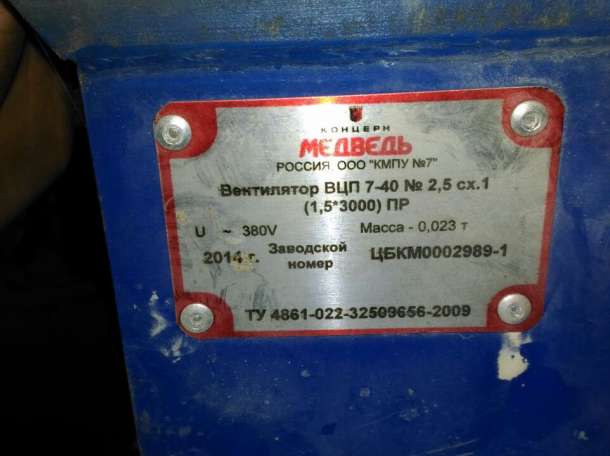 КОНЦЕРН
МЕДВЕДЬ
РОССИЯ, ООО "КМПУ №7"
Вентилятор ВЦП 7-40 № 2,5 сх.1
(1,5*3000) ПР
U ~ 380V Масса - 0,023 т
2014 г. Заводской номер ЦБКМ0002989-1
ТУ 4861-022-32509656-2009